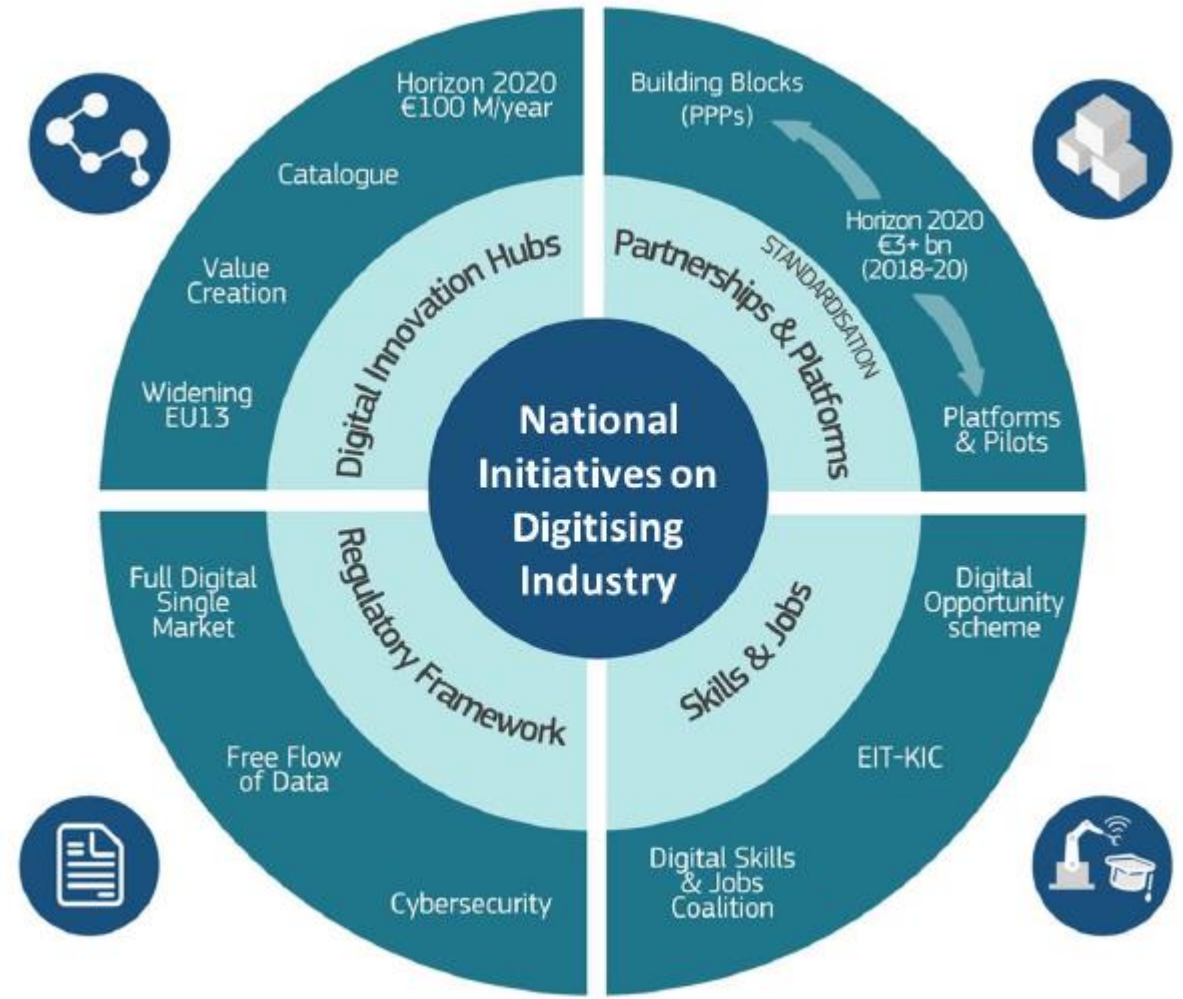 Horizon 2020
€100 M/year
Catalogue
Value
Creation
Widening
EU13
Digital Innovation Hubs
Building Blocks
(PPPs)
Horizon 2020
€3+ bn
(2018-20)
Platforms
& Pilots
STANDARDISATION
Partnerships & Platforms
National
Initiatives on
Digitising
Industry
Regulatory Framework
Full Digital
Single
Market
Free Flow
of Data
Cybersecurity
Skills & Jobs
Digital
Opportunity
scheme
EIT-KIC
Digital Skills
& Jobs
Coalition